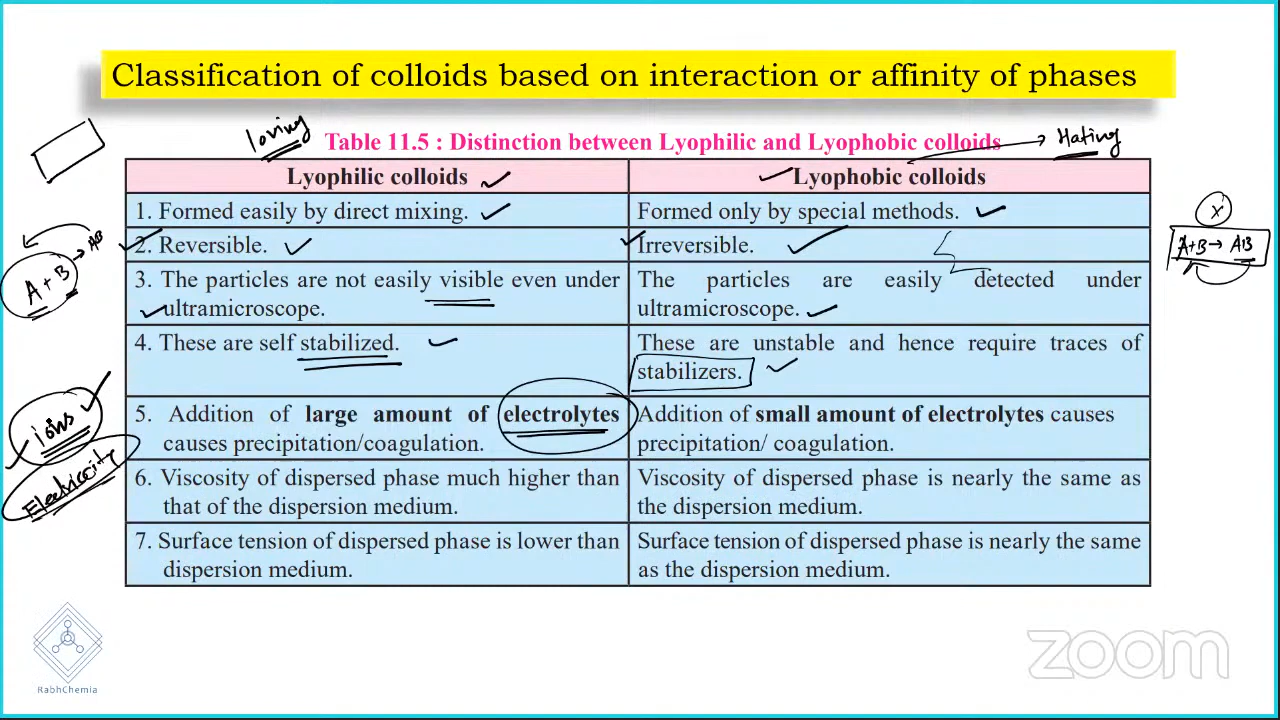 Classification of colloids based on interaction or affinity of phases
loving
Table 11.5 : Distinction between Lyophilic and Lyophobic colloids
Hating
Lyophilic colloids
Lyophobic colloids
1. Formed easily by direct mixing.
Formed only by special methods.
X
A+B → AB
2. Reversible.
Irreversible.
A+B → AB
3. The particles are not easily visible even under
ultramicroscope.
The particles are easily detected under
ultramicroscope.
4. These are self stabilized.
These are unstable and hence require traces of
stabilizers.
5. Addition of large amount of electrolytes
causes precipitation/coagulation.
Addition of small amount of electrolytes causes
precipitation/ coagulation.
ions
Electricity
6. Viscosity of dispersed phase much higher than
that of the dispersion medium.
Viscosity of dispersed phase is nearly the same as
the dispersion medium.
7. Surface tension of dispersed phase is lower than
dispersion medium.
Surface tension of dispersed phase is nearly the same
as the dispersion medium.
RabhChemia
zoom